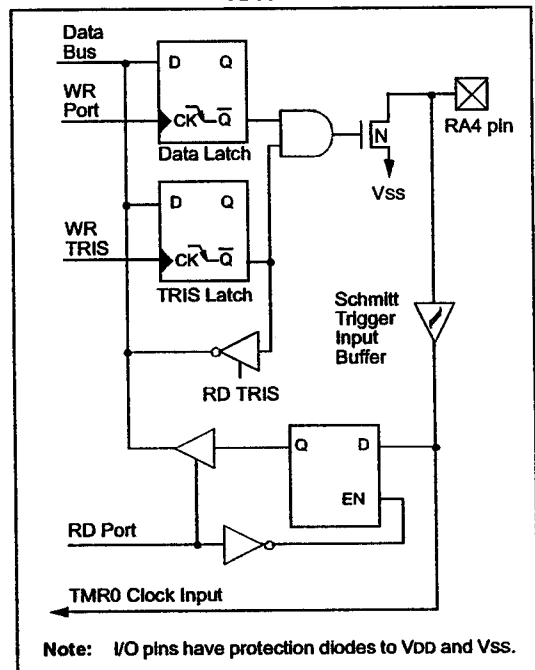 Data
Bus
D Q
WR
Port
CK Q
Data Latch
N
RA4 pin
VSS
D Q
WR
TRIS
CK Q
TRIS Latch
Schmitt
Trigger
Input
Buffer
RD TRIS
Q D
EN
RD Port
TMR0 Clock Input
Note: I/O pins have protection diodes to VDD and VSS.